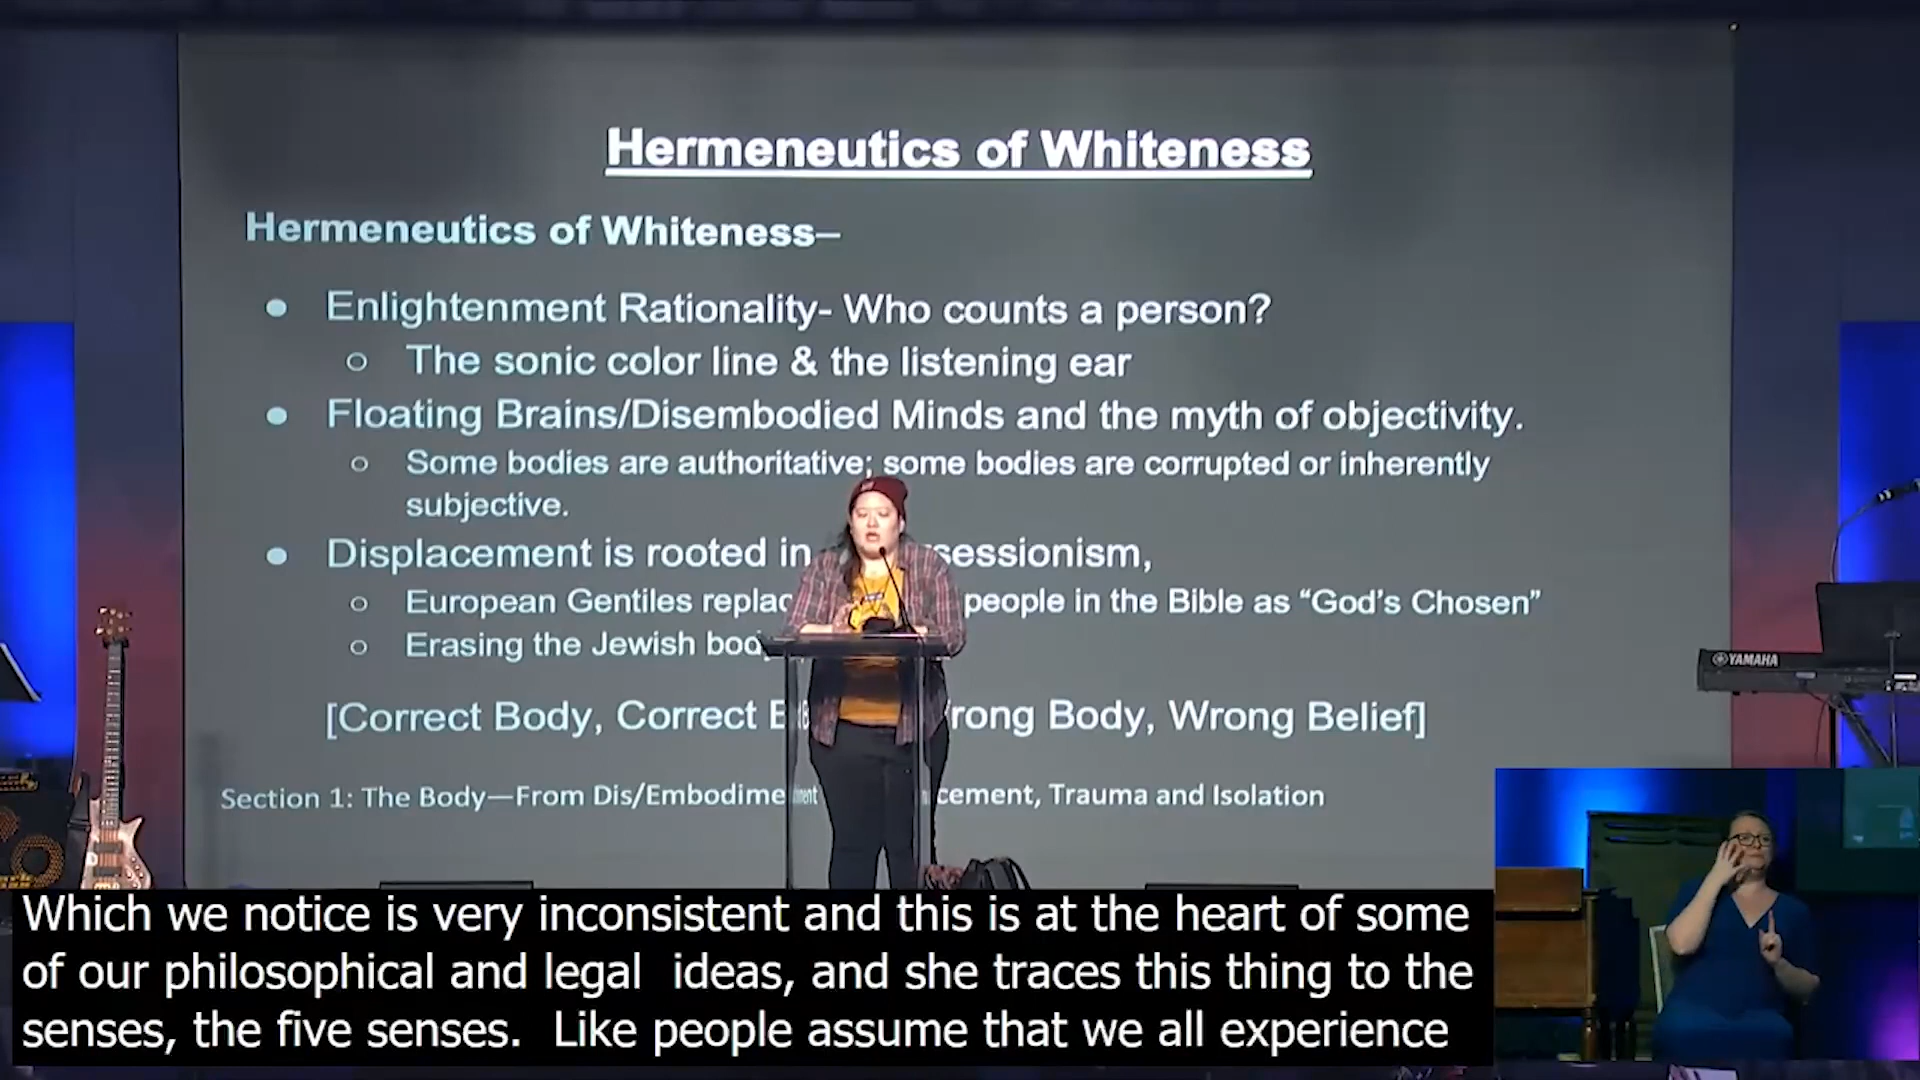 Hermeneutics of Whiteness
Hermeneutics of Whiteness–
● Enlightenment Rationality- Who counts a person?
○ The sonic color line & the listening ear
● Floating Brains/Disembodied Minds and the myth of objectivity.
○ Some bodies are authoritative; some bodies are corrupted or inherently
subjective.
● Displacement is rooted in sessionism,
○ European Gentiles replac people in the Bible as “God’s Chosen”
○ Erasing the Jewish body
[Correct Body, Correct B rong Body, Wrong Belief]
Section 1: The Body—From Dis/Embodiment cement, Trauma and Isolation
YAMAHA
Which we notice is very inconsistent and this is at the heart of some
of our philosophical and legal ideas, and she traces this thing to the
senses, the five senses. Like people assume that we all experience